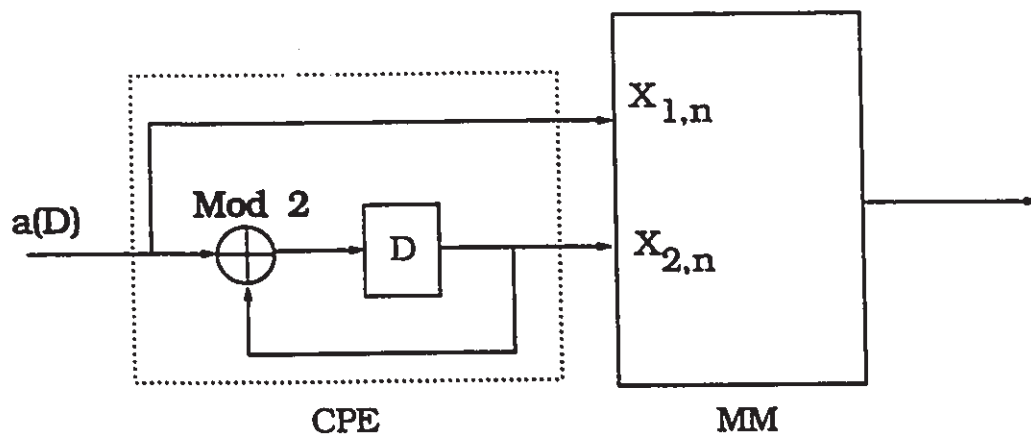 X1,n
Mod 2
a(D)
D
X2,n
CPE
MM